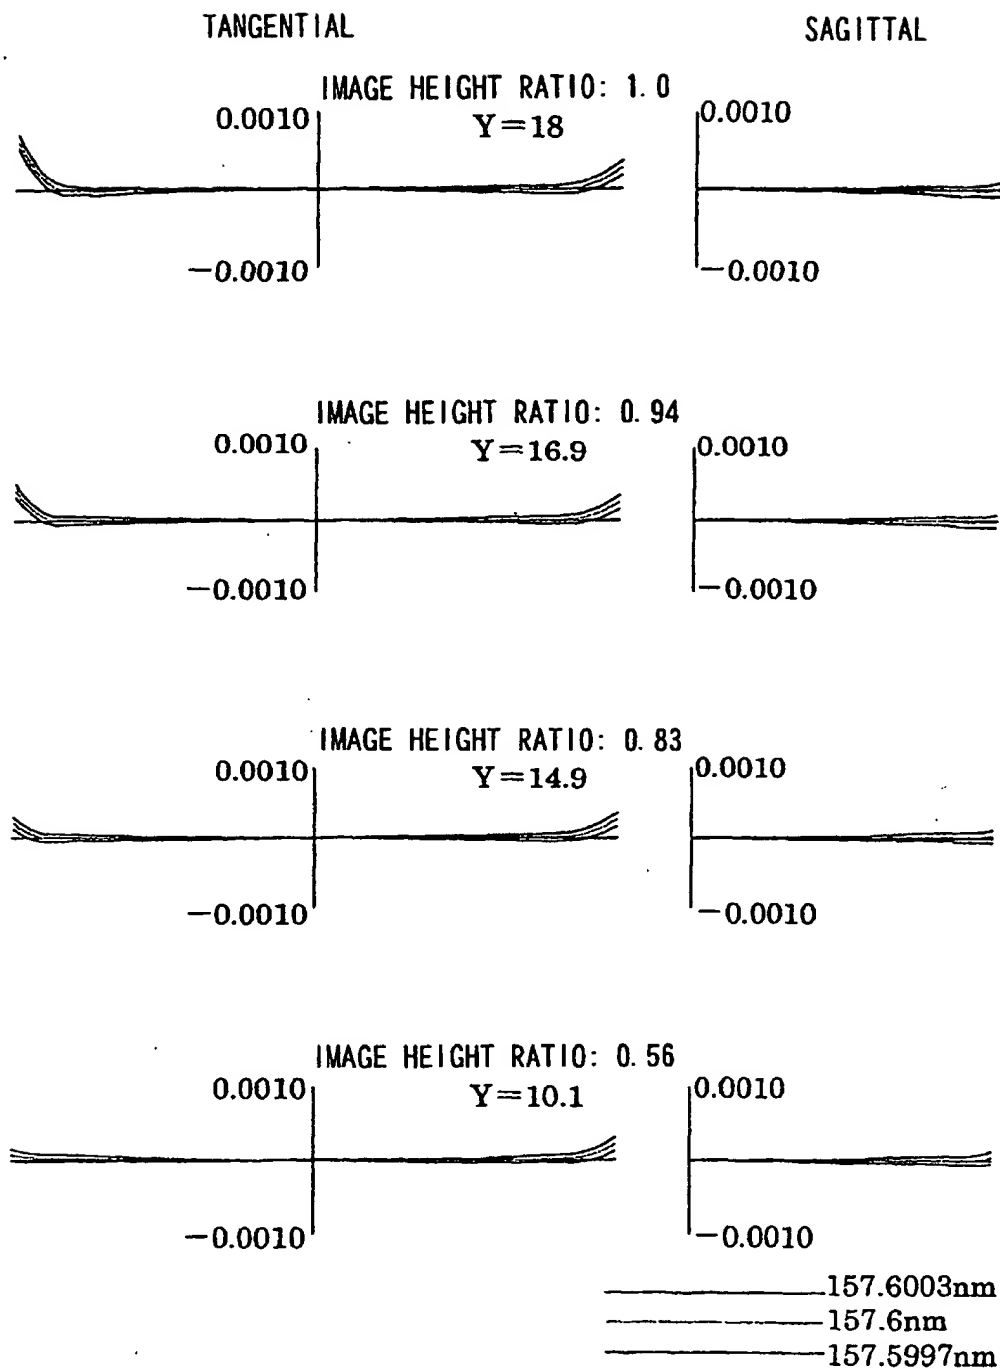 TANGENTIAL SAGITTAL
IMAGE HEIGHT RATIO: 1.0
0.0010 Y=18 0.0010
−0.0010 −0.0010
IMAGE HEIGHT RATIO: 0.94
0.0010 Y=16.9 0.0010
−0.0010 −0.0010
IMAGE HEIGHT RATIO: 0.83
0.0010 Y=14.9 0.0010
−0.0010 −0.0010
IMAGE HEIGHT RATIO: 0.56
0.0010 Y=10.1 0.0010
−0.0010 −0.0010
157.6003nm
157.6nm
157.5997nm